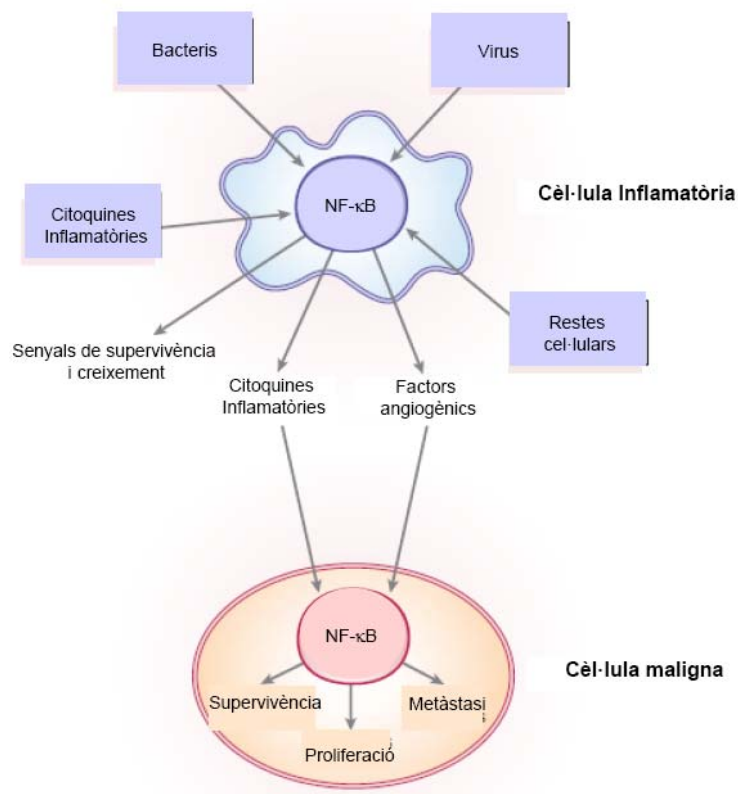 Bacteris
Virus
NF-κB
Cèl·lula Inflamatòria
Citoquines
Inflamatòries
Restes
cel·lulars
Senyals de supervivència
i creixement
Citoquines
Inflamatòries
Factors
angiogènics
NF-κB
Cèl·lula maligna
Supervivència
Metàstasi
Proliferació